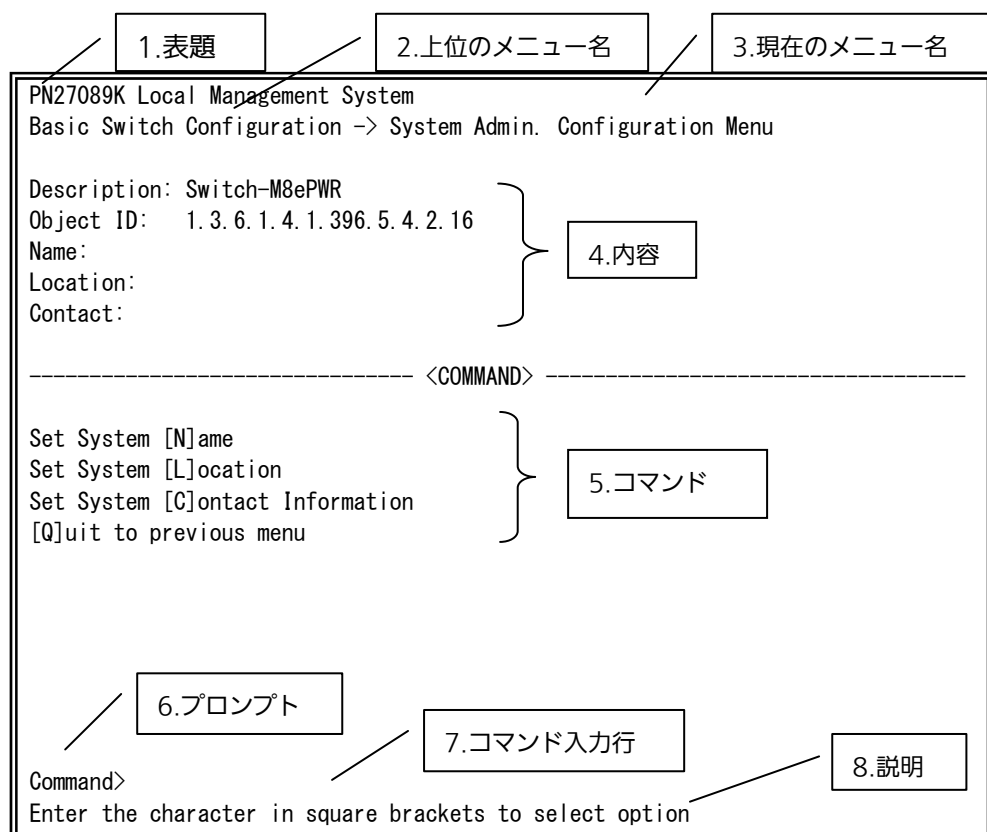 1.表題
2.上位のメニュー名
3.現在のメニュー名
PN27089K Local Management System
Basic Switch Configuration -> System Admin. Configuration Menu
Description: Switch-M8ePWR
Object ID: 1.3.6.1.4.1.396.5.4.2.16
Name:
Location:
Contact:
4.内容
-------------------------------- <COMMAND> -----------------------------------
Set System [N]ame
Set System [L]ocation
Set System [C]ontact Information
[Q]uit to previous menu
5.コマンド
6.プロンプト
7.コマンド入力行
8.説明
Command>
Enter the character in square brackets to select option